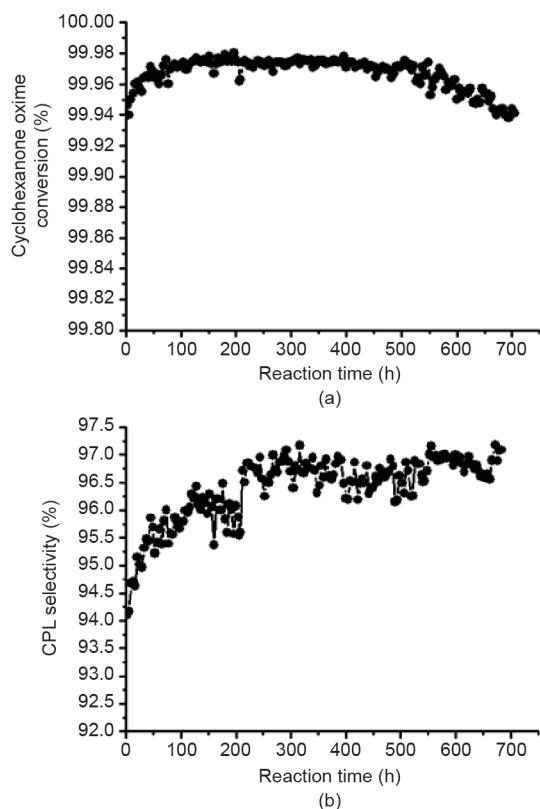 100.00
99.98
99.96
99.94
99.92
99.90
99.88
99.86
99.84
99.82
99.80
Cyclohexanone oxime
conversion (%)
0 100 200 300 400 500 600 700
Reaction time (h)
(a)
97.5
97.0
96.5
96.0
95.5
95.0
94.5
94.0
93.5
93.0
92.5
92.0
CPL selectivity (%)
0 100 200 300 400 500 600 700
Reaction time (h)
(b)